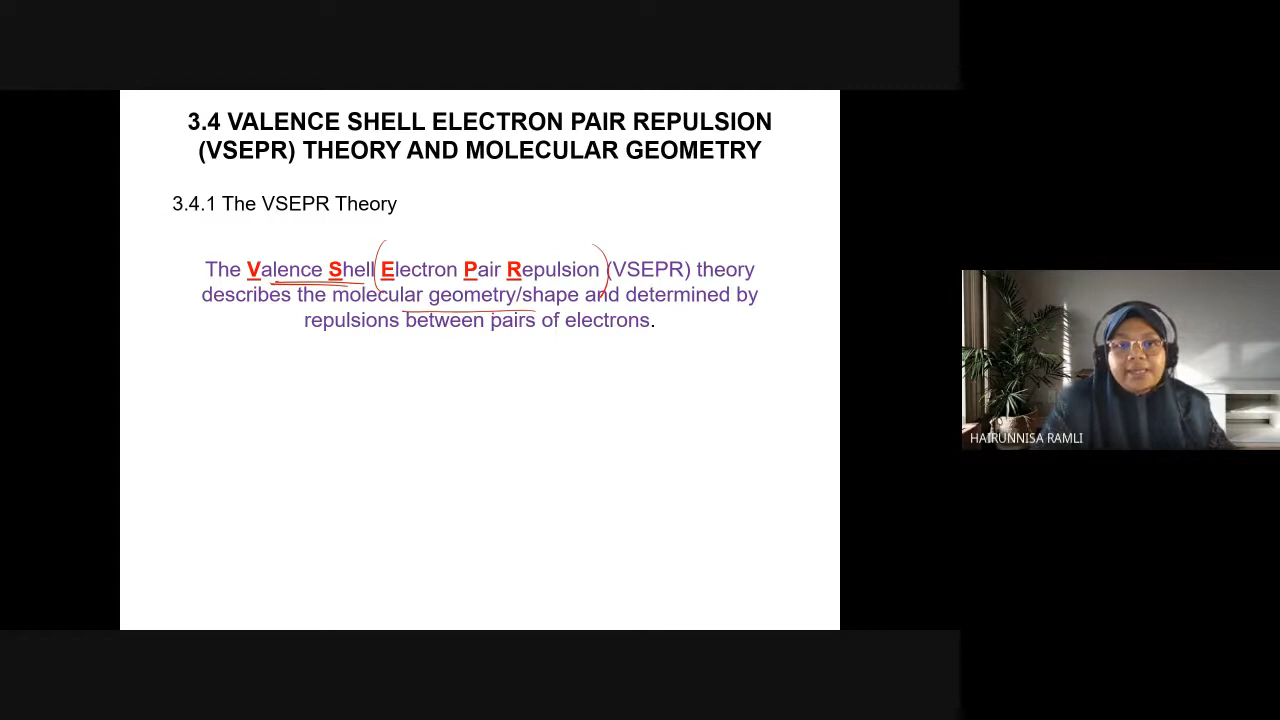 3.4 VALENCE SHELL ELECTRON PAIR REPULSION
(VSEPR) THEORY AND MOLECULAR GEOMETRY
3.4.1 The VSEPR Theory
The Valence Shell Electron Pair Repulsion (VSEPR) theory
describes the molecular geometry/shape and determined by
repulsions between pairs of electrons.
HAIRUNNISA RAMLI